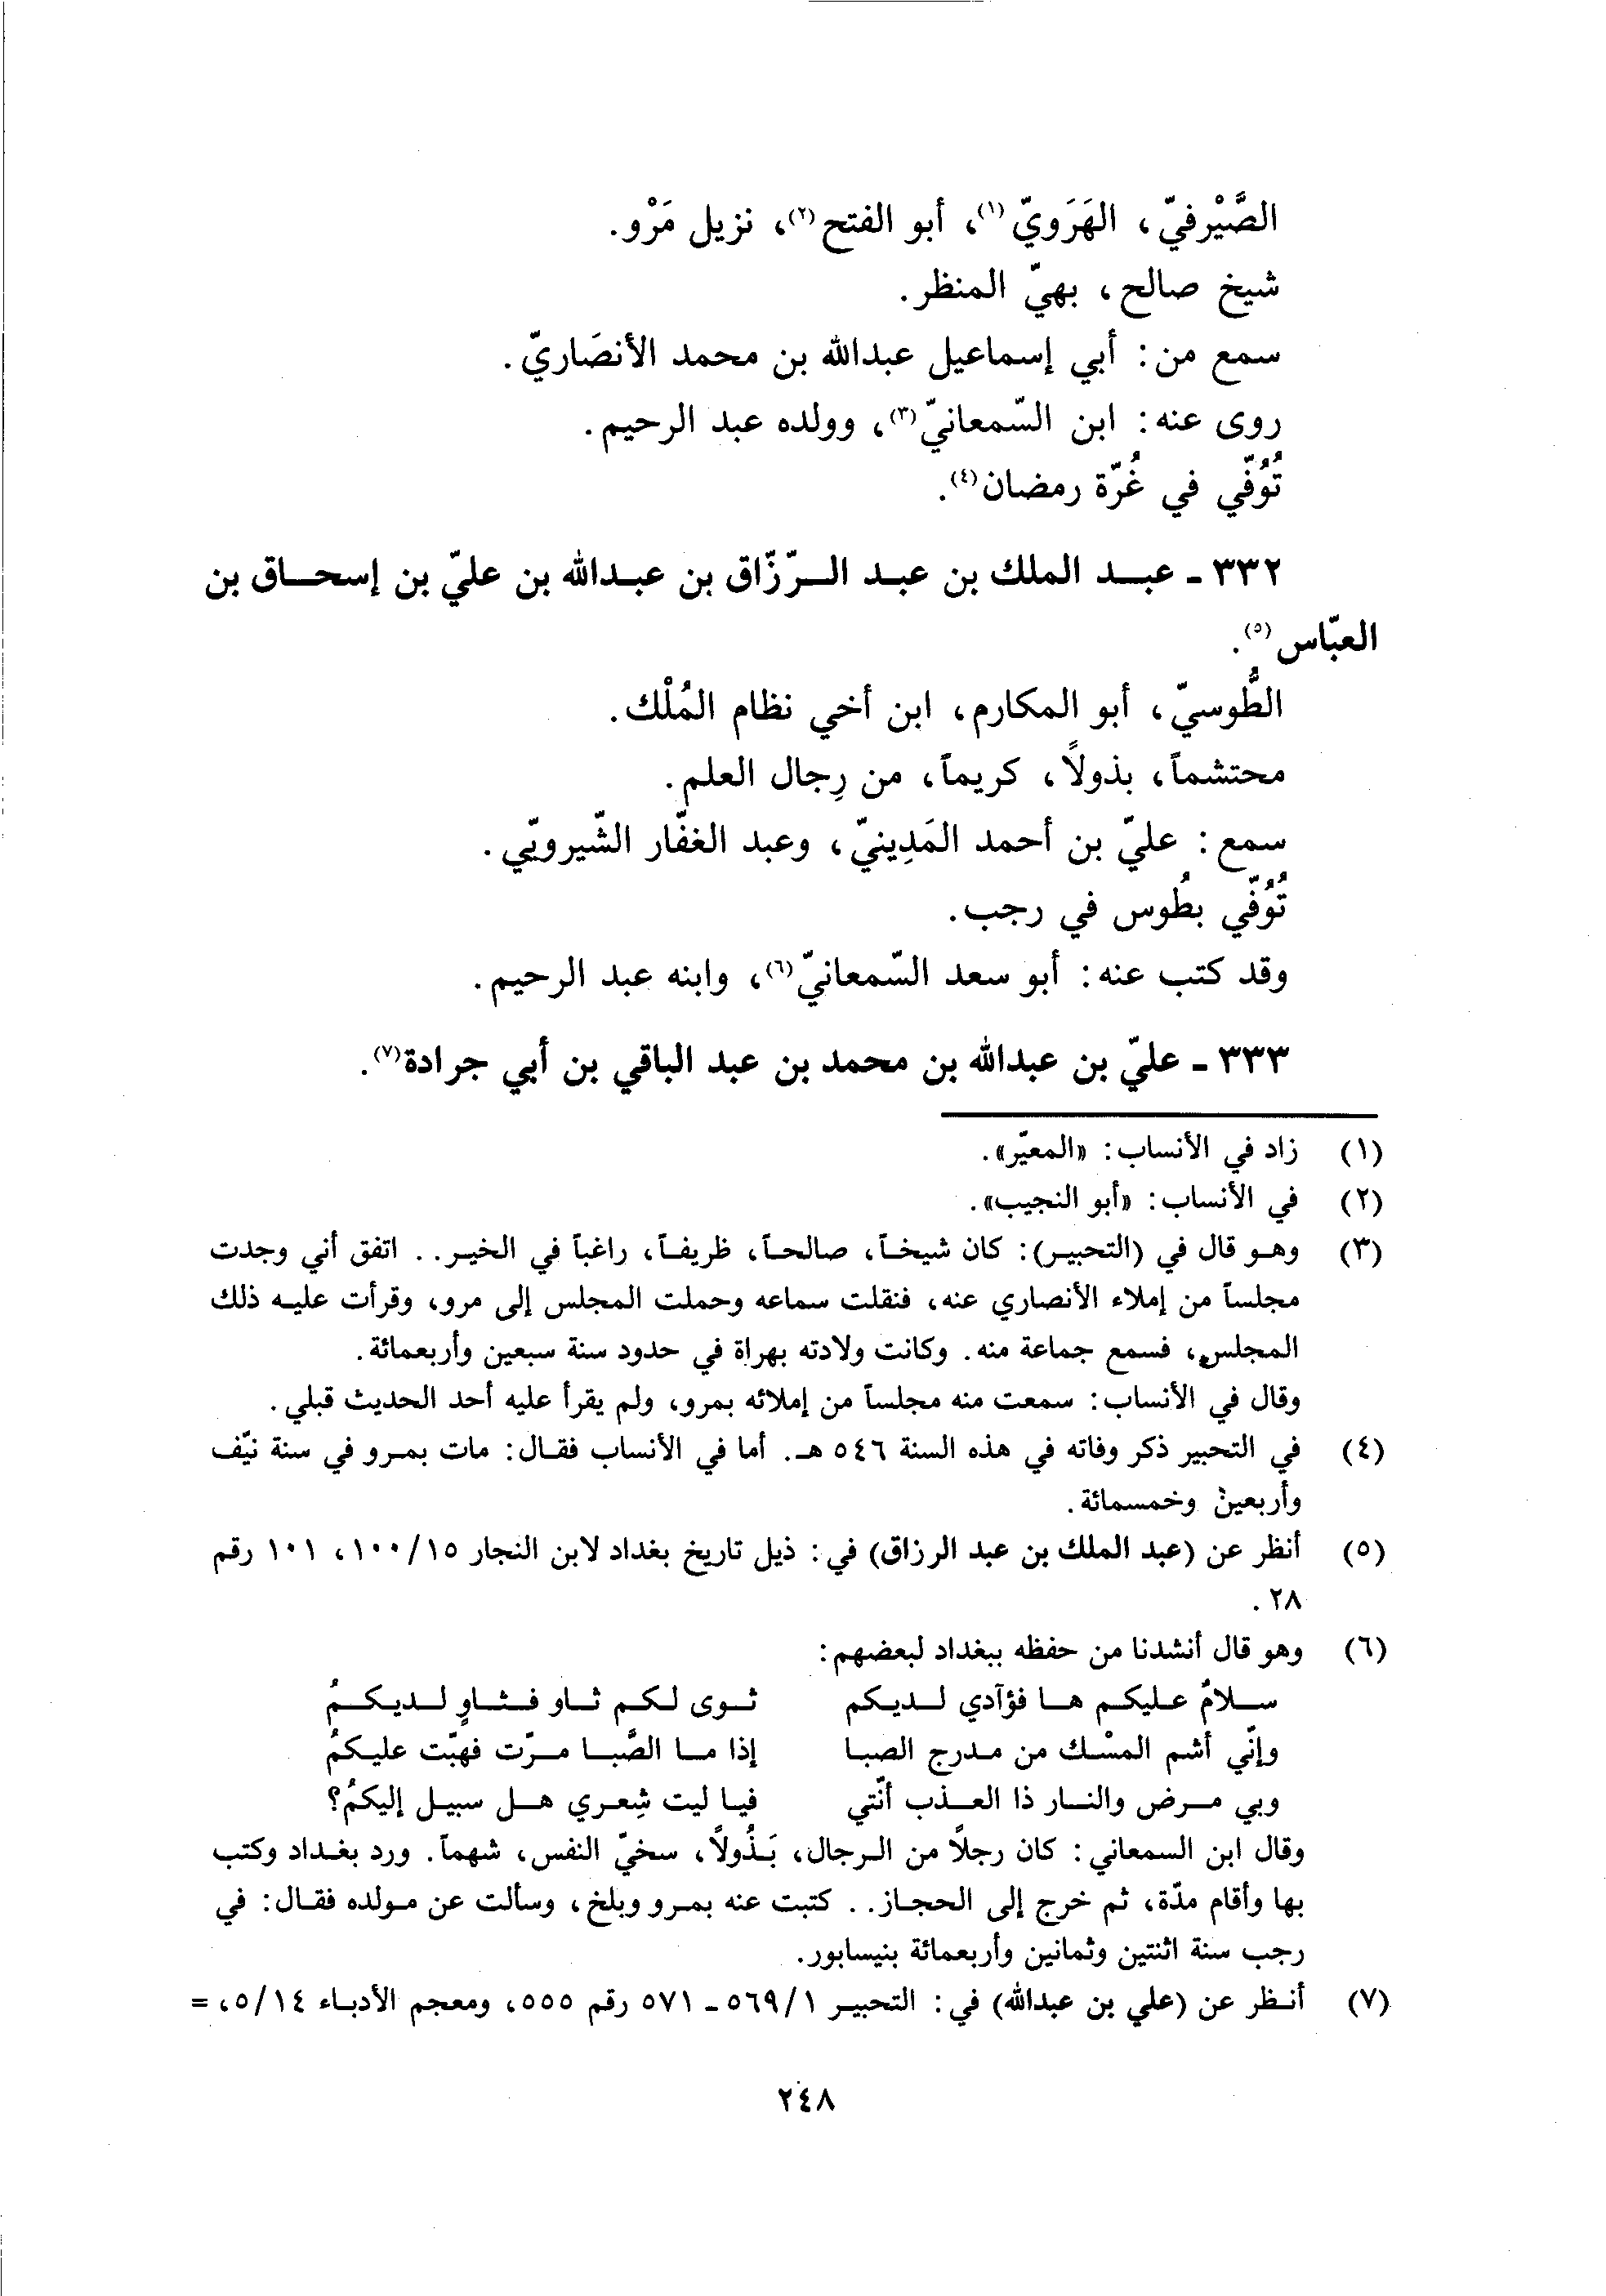 الصَّيْرفيّ، الهَرَويّ(١)، أبو الفتح(٢)، نزيل مَرْو.
شيخ صالح، بهيّ المنظر.
سمع من: أبي إسماعيل عبدالله بن محمد الأنصَاريّ.
روى عنه: ابن السّمعانيّ(٣)، وولده عبد الرحيم.
تُوُفّي في غُرّة رمضان(٤).
٣٣٢ - عبد الملك بن عبد الرّزّاق بن عبدالله بن عليّ بن إسحاق بن
العبّاس(٥).
الطُّوسيّ، أبو المكارم، ابن أخي نظام المُلْك.
محتشماً، بذولاً، كريماً، من رِجال العلم.
سمع: عليّ بن أحمد المَدِينيّ، وعبد الغفّار الشّيرويّي.
تُوُفّي بطُوس في رجب.
وقد كتب عنه: أبو سعد السّمعانيّ(٦)، وابنه عبد الرحيم.
٣٣٣ - عليّ بن عبدالله بن محمد بن عبد الباقي بن أبي جرادة(٧).
(١) زاد في الأنساب: «المعيّر».
(٢) في الأنساب: «أبو النجيب».
(٣) وهو قال في (التحبير): كان شيخاً، صالحاً، ظريفاً، راغباً في الخير.. اتفق أني وجدت
مجلساً من إملاء الأنصاري عنه، فنقلت سماعه وحملت المجلس إلى مرو، وقرأت عليه ذلك
المجلس، فسمع جماعة منه. وكانت ولادته بهراة في حدود سنة سبعين وأربعمائة.
وقال في الأنساب: سمعت منه مجلساً من إملائه بمرو، ولم يقرأ عليه أحد الحديث قبلي.
(٤) في التحبير ذكر وفاته في هذه السنة ٥٤٦ هـ. أما في الأنساب فقال: مات بمرو في سنة نيّف
وأربعين وخمسمائة.
(٥) أنظر عن (عبد الملك بن عبد الرزاق) في: ذيل تاريخ بغداد لابن النجار ١٥/١٠٠، ١٠١ رقم
٢٨.
(٦) وهو قال أنشدنا من حفظه ببغداد لبعضهم:
سلامٌ عليكم ها فؤآدي لديكم ثوى لكم ثاو فثاوٍ لديكمُ
وإنّي أشم المسْك من مدرج الصبا إذا ما الصَّبا مرّت فهبّت عليكمُ
وبي مرض والنار ذا العذب أنّتي فيا ليت شِعري هل سبيل إليكمُ؟
وقال ابن السمعاني: كان رجلاً من الرجال، بَذُولاً، سخيّ النفس، شهماً. ورد بغداد وكتب
بها وأقام مدّة، ثم خرج إلى الحجاز.. كتبت عنه بمرو وبلخ، وسألت عن مولده فقال: في
رجب سنة اثنتين وثمانين وأربعمائة بنيسابور.
(٧) أنظر عن (علي بن عبدالله) في: التحبير ١/٥٦٩ - ٥٧١ رقم ٥٥٥، ومعجم الأدباء ١٤/٥، =
٢٤٨